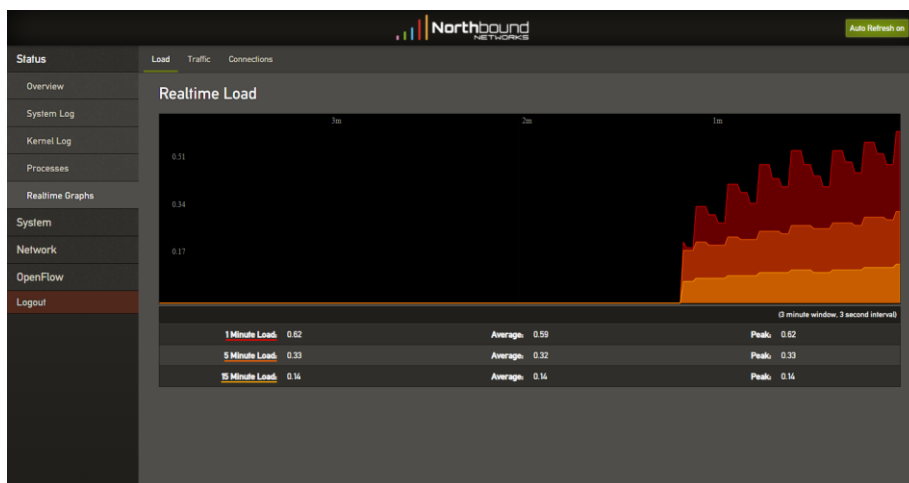 Northbound
NETWORKS
Auto Refresh on
Status
Overview
System Log
Kernel Log
Processes
Realtime Graphs
System
Network
OpenFlow
Logout
Load Traffic Connections
Realtime Load
3m 2m 1m
0.51
0.34
0.17
(3 minute window, 3 second interval)
1 Minute Load: 0.62 Average: 0.59 Peak: 0.62
5 Minute Load: 0.33 Average: 0.32 Peak: 0.33
15 Minute Load: 0.14 Average: 0.14 Peak: 0.14